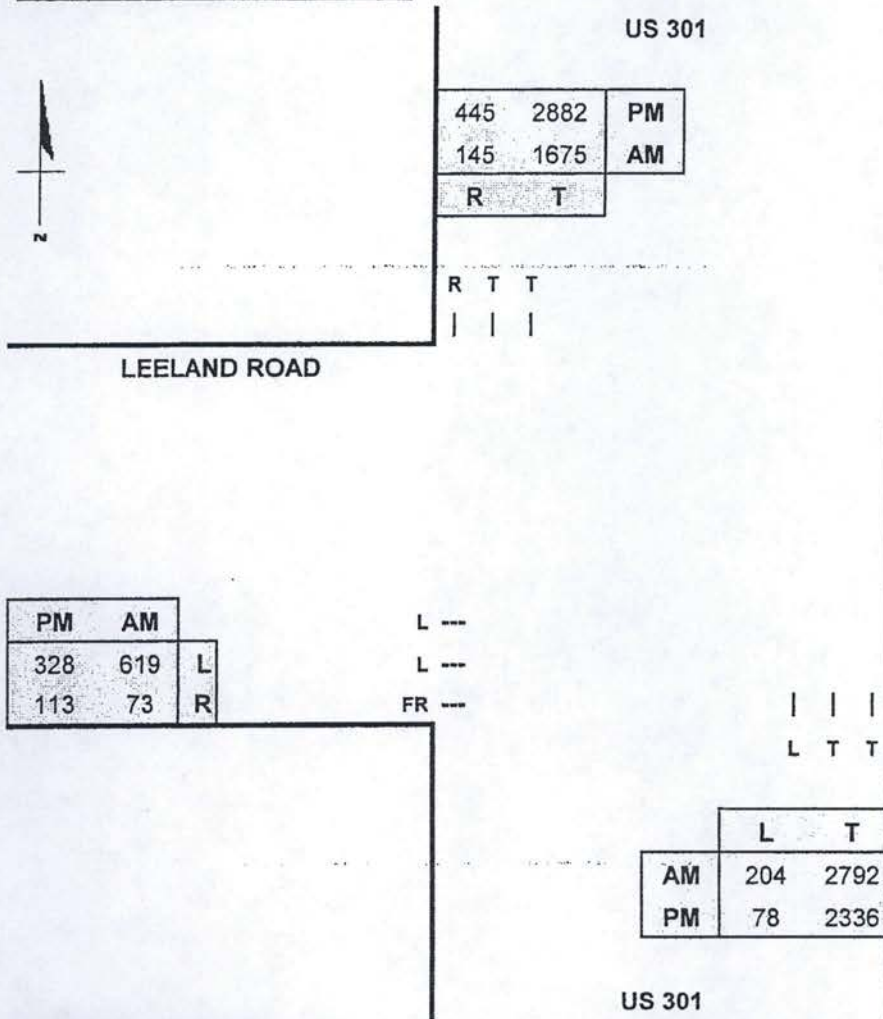 US 301
445 2882 PM
145 1675 AM
R T
N
R T T
| | |
LEELAND ROAD
PM AM
328 619 L
113 73 R
L ---
L ---
FR ---
| | |
L T T
L T
AM 204 2792
PM 78 2336
US 301